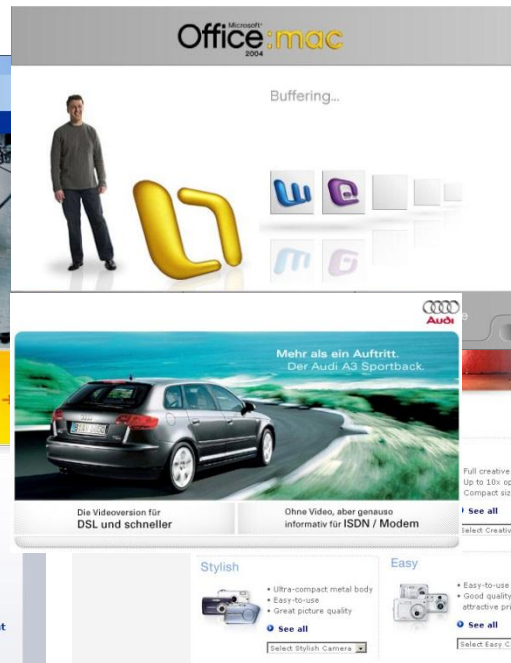 Microsoft®
Office:mac
2004
Buffering...
Audi
Mehr als ein Auftritt.
Der Audi A3 Sportback.
Die Videoversion für
DSL und schneller
Ohne Video, aber genauso
informativ für ISDN / Modem
Full creative
Up to 10x op
Compact siz
See all
Select Creativ
Stylish
• Ultra-compact metal body
• Easy-to-use
• Great picture quality
See all
Select Stylish Camera
Easy
• Easy-to-use
• Good quality
attractive pri
See all
Select Easy C